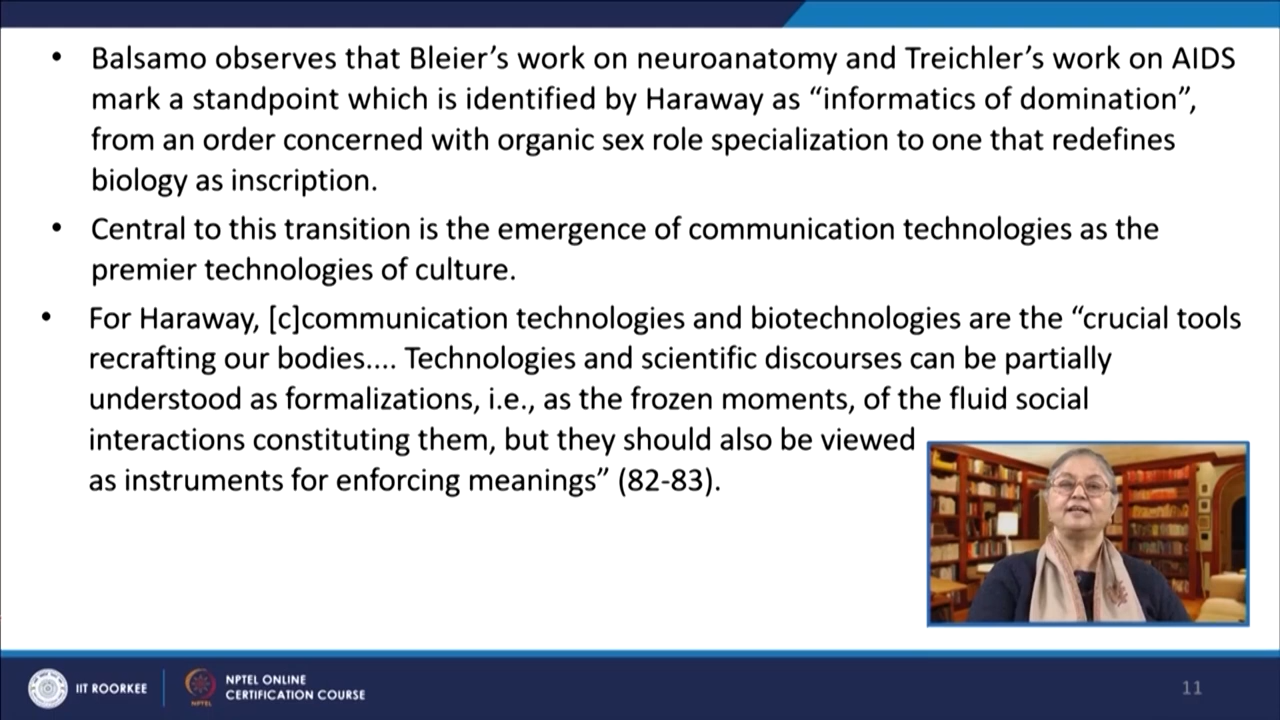 • Balsamo observes that Bleier’s work on neuroanatomy and Treichler’s work on AIDS
mark a standpoint which is identified by Haraway as “informatics of domination”,
from an order concerned with organic sex role specialization to one that redefines
biology as inscription.
• Central to this transition is the emergence of communication technologies as the
premier technologies of culture.
• For Haraway, [c]communication technologies and biotechnologies are the “crucial tools
recrafting our bodies.... Technologies and scientific discourses can be partially
understood as formalizations, i.e., as the frozen moments, of the fluid social
interactions constituting them, but they should also be viewed
as instruments for enforcing meanings” (82-83).
IIT ROORKEE
NPTEL
NPTEL ONLINE
CERTIFICATION COURSE
11